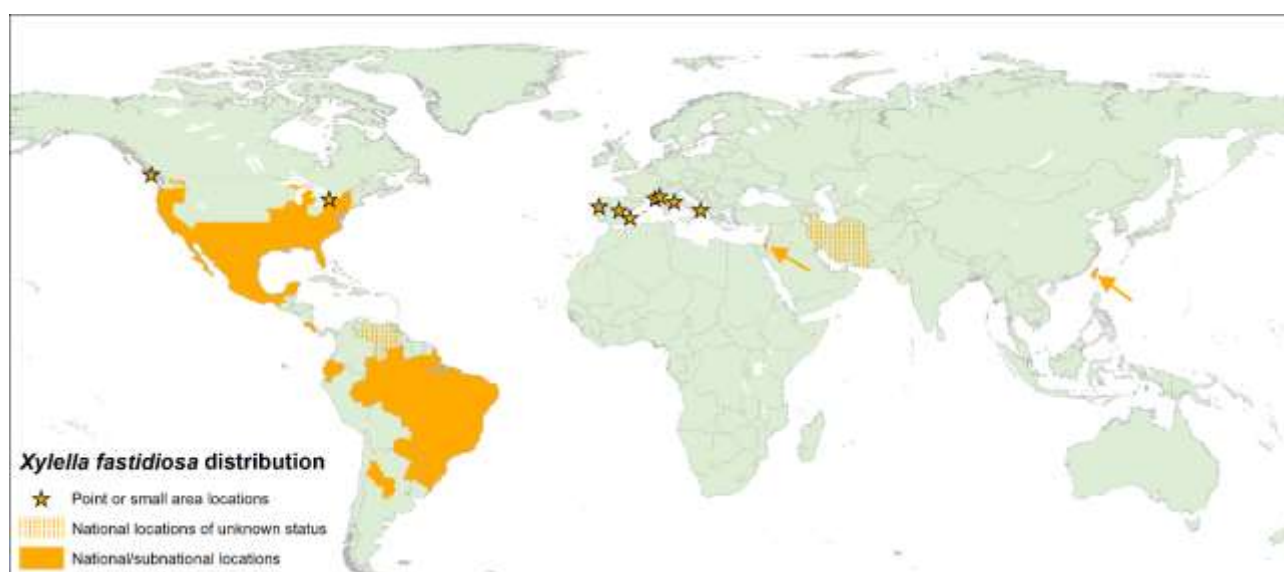 Xylella fastidiosa distribution
Point or small area locations
National locations of unknown status
National/subnational locations